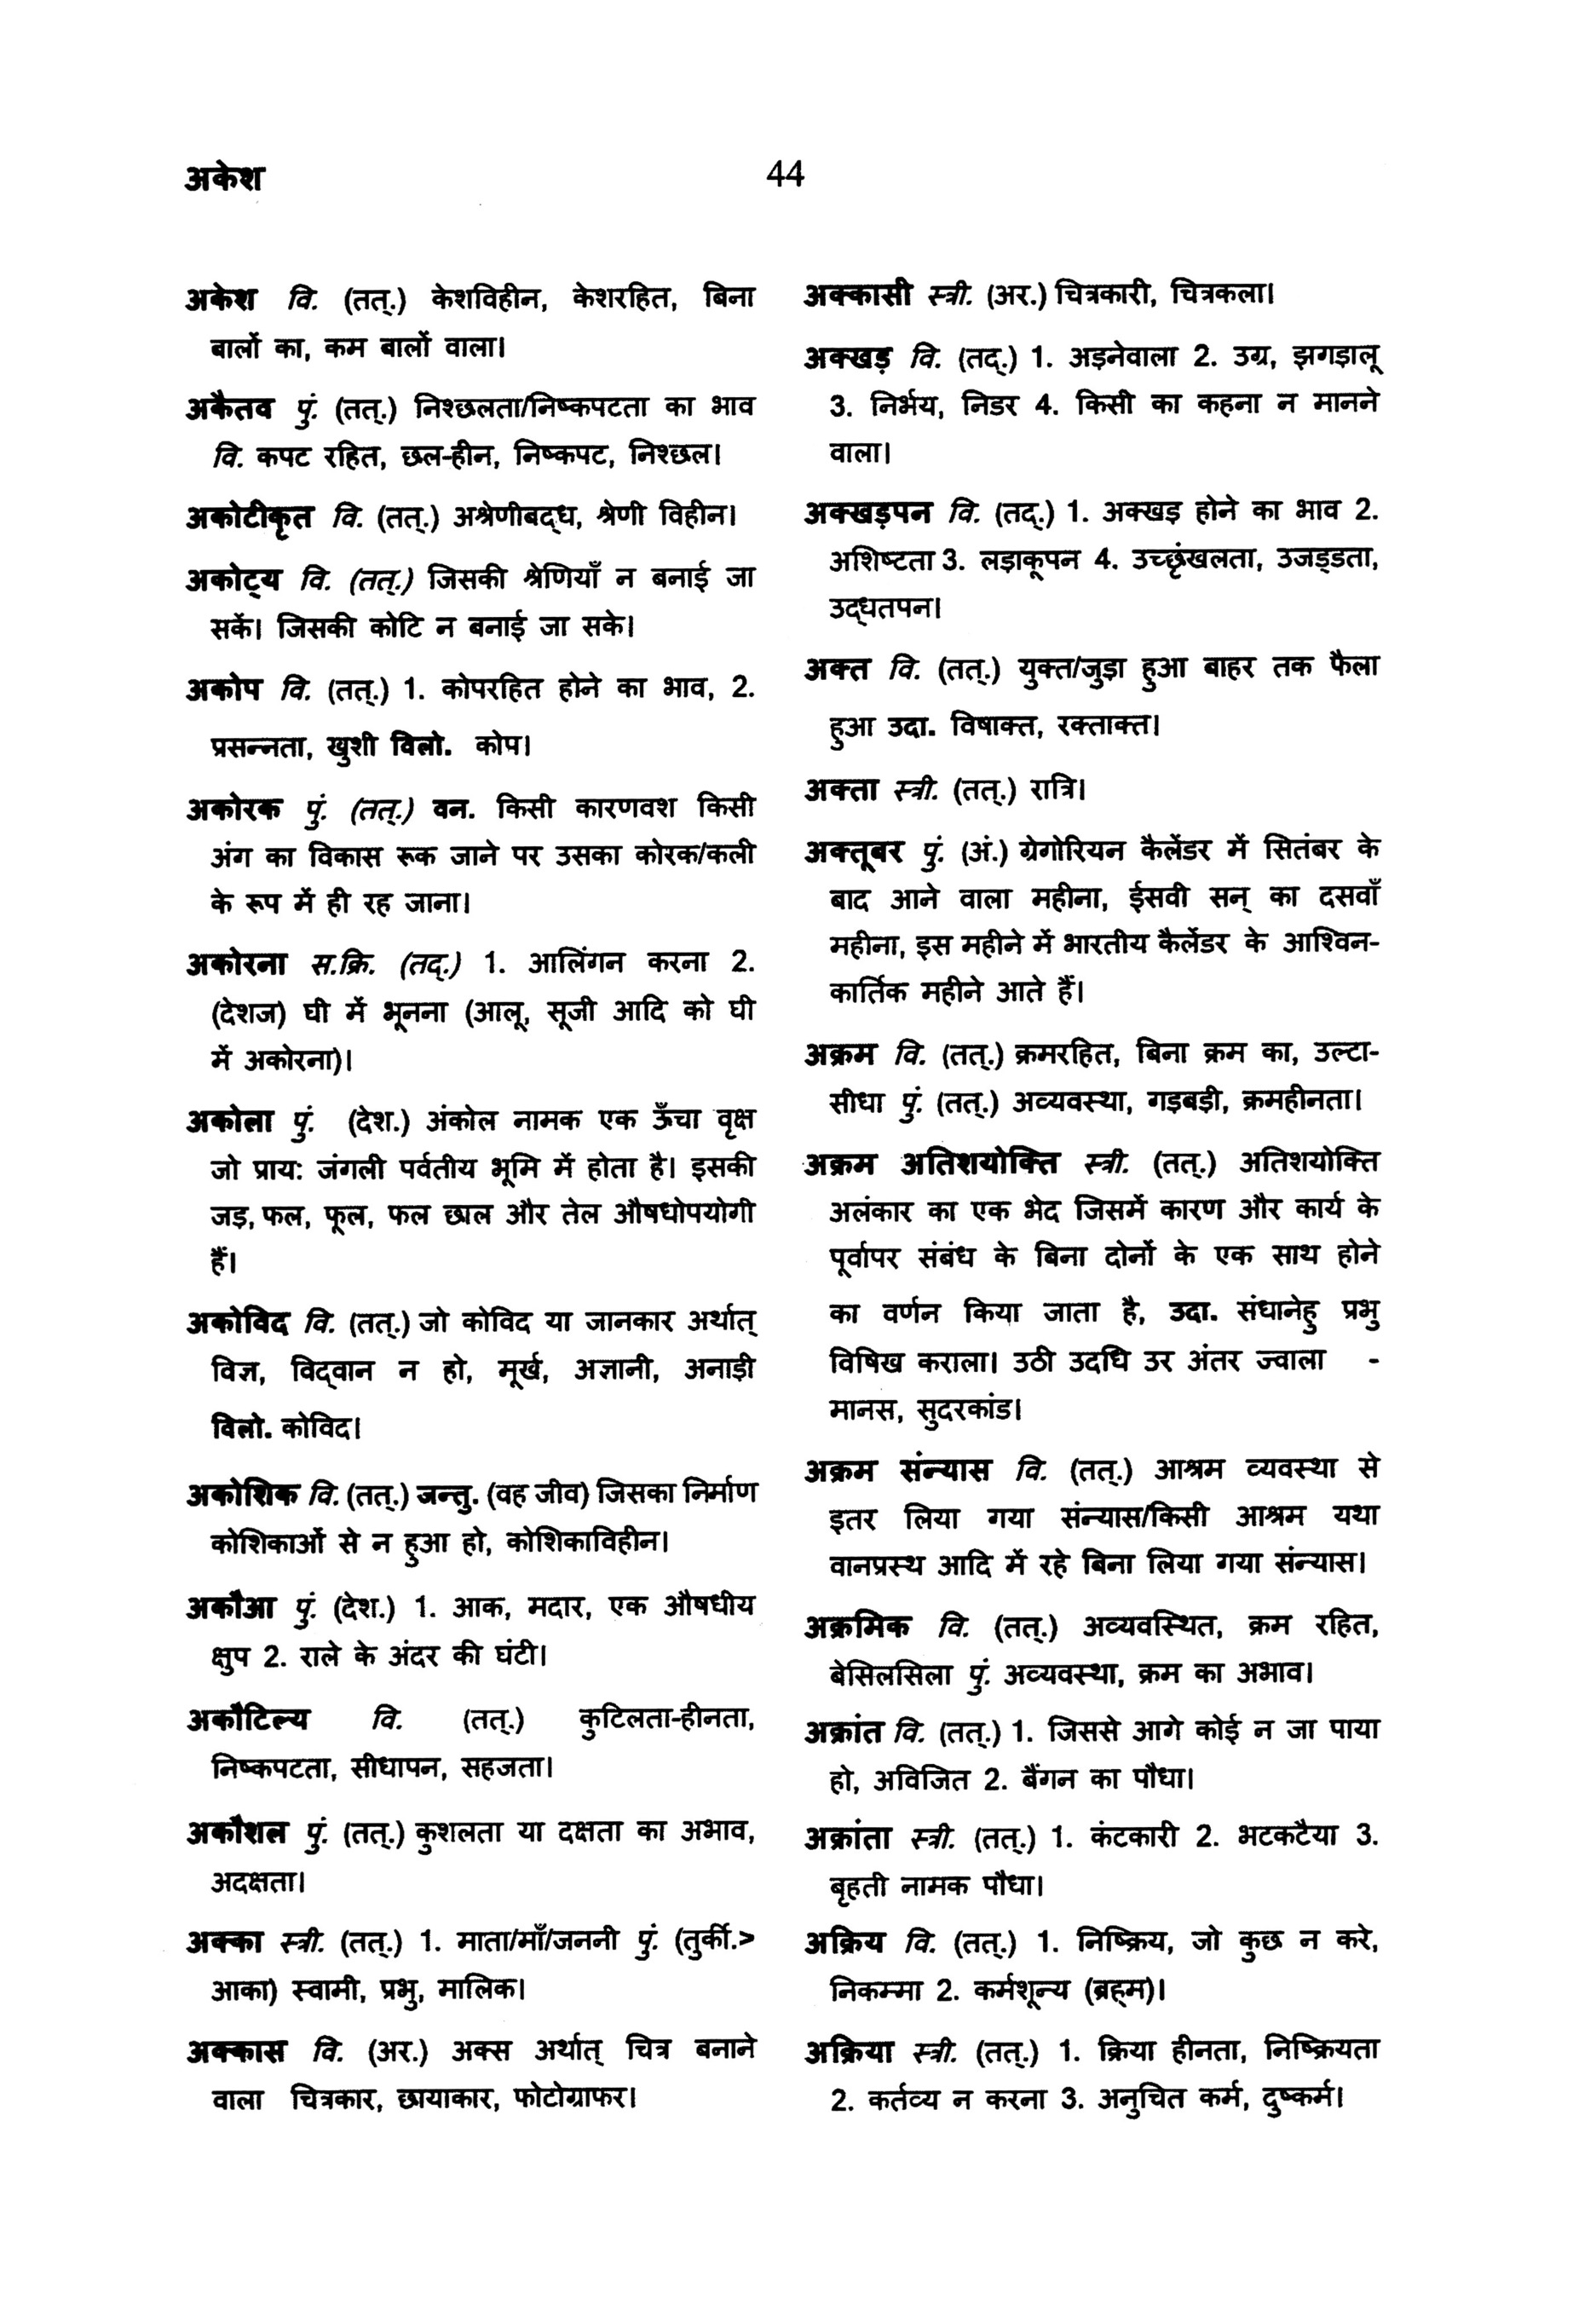 अकेश
44
अकेश वि. (तत्.) केशविहीन, केशरहित, बिना
बालों का, कम बालों वाला।
अकैतव पुं. (तत्.) निश्छलता/निष्कपटता का भाव
वि. कपट रहित, छल-हीन, निष्कपट, निश्छल।
अकोटीकृत वि. (तत्.) अश्रेणीबद्ध, श्रेणी विहीन।
अकोट्य वि. (तत्.) जिसकी श्रेणियाँ न बनाई जा
सकें। जिसकी कोटि न बनाई जा सके।
अकोप वि. (तत्.) 1. कोपरहित होने का भाव, 2.
प्रसन्नता, खुशी विलो. कोप।
अकोरक पुं. (तत्.) वन. किसी कारणवश किसी
अंग का विकास रूक जाने पर उसका कोरक/कली
के रूप में ही रह जाना।
अकोरना स.क्रि. (तद्.) 1. आलिंगन करना 2.
(देशज) घी में भूनना (आलू, सूजी आदि को घी
में अकोरना)।
अकोला पुं. (देश.) अंकोल नामक एक ऊँचा वृक्ष
जो प्राय: जंगली पर्वतीय भूमि में होता है। इसकी
जड़, फल, फूल, फल छाल और तेल औषधोपयोगी
हैं।
अकोविद वि. (तत्.) जो कोविद या जानकार अर्थात्
विज्ञ, विद्वान न हो, मूर्ख, अज्ञानी, अनाड़ी
विलो. कोविद।
अकोशिक वि. (तत्.) जन्तु. (वह जीव) जिसका निर्माण
कोशिकाओं से न हुआ हो, कोशिकाविहीन।
अकौआ पुं. (देश.) 1. आक, मदार, एक औषधीय
क्षुप 2. राले के अंदर की घंटी।
अकौटिल्य वि. (तत्.) कुटिलता-हीनता,
निष्कपटता, सीधापन, सहजता।
अकौशल पुं. (तत्.) कुशलता या दक्षता का अभाव,
अदक्षता।
अक्का स्त्री. (तत्.) 1. माता/माँ/जननी पुं. (तुर्की.>
आका) स्वामी, प्रभु, मालिक।
अक्कास वि. (अर.) अक्स अर्थात् चित्र बनाने
वाला चित्रकार, छायाकार, फोटोग्राफर।
अक्कासी स्त्री. (अर.) चित्रकारी, चित्रकला।
अक्खड़ वि. (तद्.) 1. अड़नेवाला 2. उग्र, झगड़ालू
3. निर्भय, निडर 4. किसी का कहना न मानने
वाला।
अक्खड़पन वि. (तद्.) 1. अक्खड़ होने का भाव 2.
अशिष्टता 3. लड़ाकूपन 4. उच्छृंखलता, उजड्डता,
उद्धतपन।
अक्त वि. (तत्.) युक्त/जुड़ा हुआ बाहर तक फैला
हुआ उदा. विषाक्त, रक्ताक्त।
अक्ता स्त्री. (तत्.) रात्रि।
अक्तूबर पुं. (अं.) ग्रेगोरियन कैलेंडर में सितंबर के
बाद आने वाला महीना, ईसवी सन् का दसवाँ
महीना, इस महीने में भारतीय कैलेंडर के आश्विन-
कार्तिक महीने आते हैं।
अक्रम वि. (तत्.) क्रमरहित, बिना क्रम का, उल्टा-
सीधा पुं. (तत्.) अव्यवस्था, गड़बड़ी, क्रमहीनता।
अक्रम अतिशयोक्ति स्त्री. (तत्.) अतिशयोक्ति
अलंकार का एक भेद जिसमें कारण और कार्य के
पूर्वापर संबंध के बिना दोनों के एक साथ होने
का वर्णन किया जाता है, उदा. संधानेहु प्रभु
विषिख कराला। उठी उदधि उर अंतर ज्वाला -
मानस, सुदरकांड।
अक्रम संन्यास वि. (तत्.) आश्रम व्यवस्था से
इतर लिया गया संन्यास/किसी आश्रम यथा
वानप्रस्थ आदि में रहे बिना लिया गया संन्यास।
अक्रमिक वि. (तत्.) अव्यवस्थित, क्रम रहित,
बेसिलसिला पुं. अव्यवस्था, क्रम का अभाव।
अक्रांत वि. (तत्.) 1. जिससे आगे कोई न जा पाया
हो, अविजित 2. बैंगन का पौधा।
अक्रांता स्त्री. (तत्.) 1. कंटकारी 2. भटकटैया 3.
बृहती नामक पौधा।
अक्रिय वि. (तत्.) 1. निष्क्रिय, जो कुछ न करे,
निकम्मा 2. कर्मशून्य (ब्रह्म)।
अक्रिया स्त्री. (तत्.) 1. क्रिया हीनता, निष्क्रियता
2. कर्तव्य न करना 3. अनुचित कर्म, दुष्कर्म।